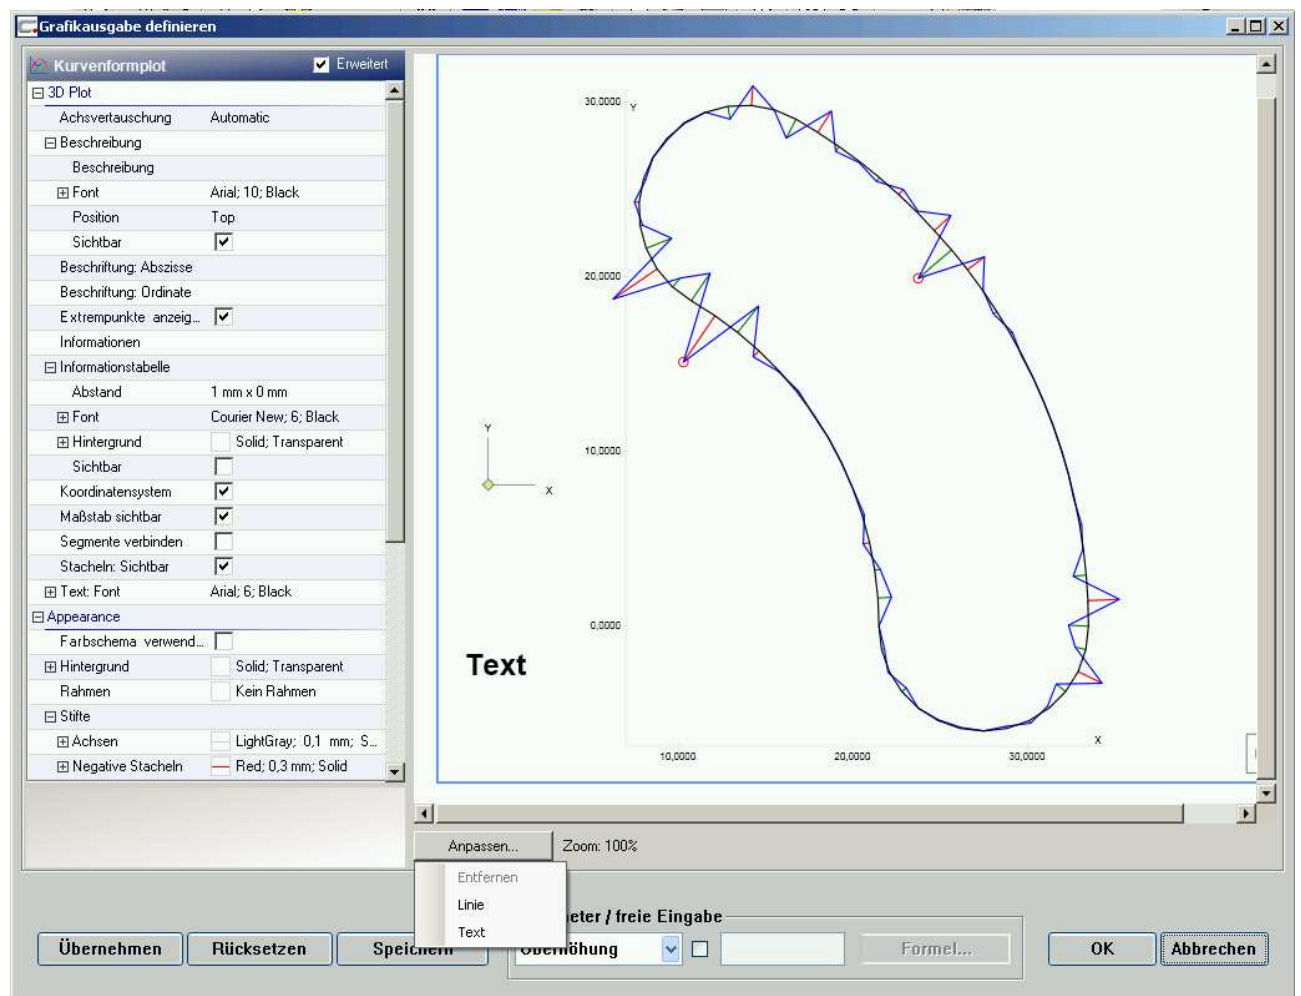 Grafikausgabe definieren
Kurvenformplot Erweitert
3D Plot
Achsvertauschung Automatic
Beschreibung
Beschreibung
Font Arial; 10; Black
Position Top
Sichtbar
Beschriftung: Abszisse
Beschriftung: Ordinate
Extrempunkte anzeig...
Informationen
Informationstabelle
Abstand 1 mm x 0 mm
Font Courier New; 6; Black
Hintergrund Solid; Transparent
Sichtbar
Koordinatensystem
Maßstab sichtbar
Segmente verbinden
Stacheln: Sichtbar
Text: Font Arial; 6; Black
Appearance
Farbschema verwend...
Hintergrund Solid; Transparent
Rahmen Kein Rahmen
Stifte
Achsen LightGray; 0,1 mm; S...
Negative Stacheln Red; 0,3 mm; Solid
30,0000 Y
20,0000
10,0000
0,0000
Y
X
Text
X
10,0000 20,0000 30,0000
Anpassen... Zoom: 100%
Entfernen
Linie
Text
eter / freie Eingabe
Übernehmen Rücksetzen Speichern Überhöhung Formel... OK Abbrechen